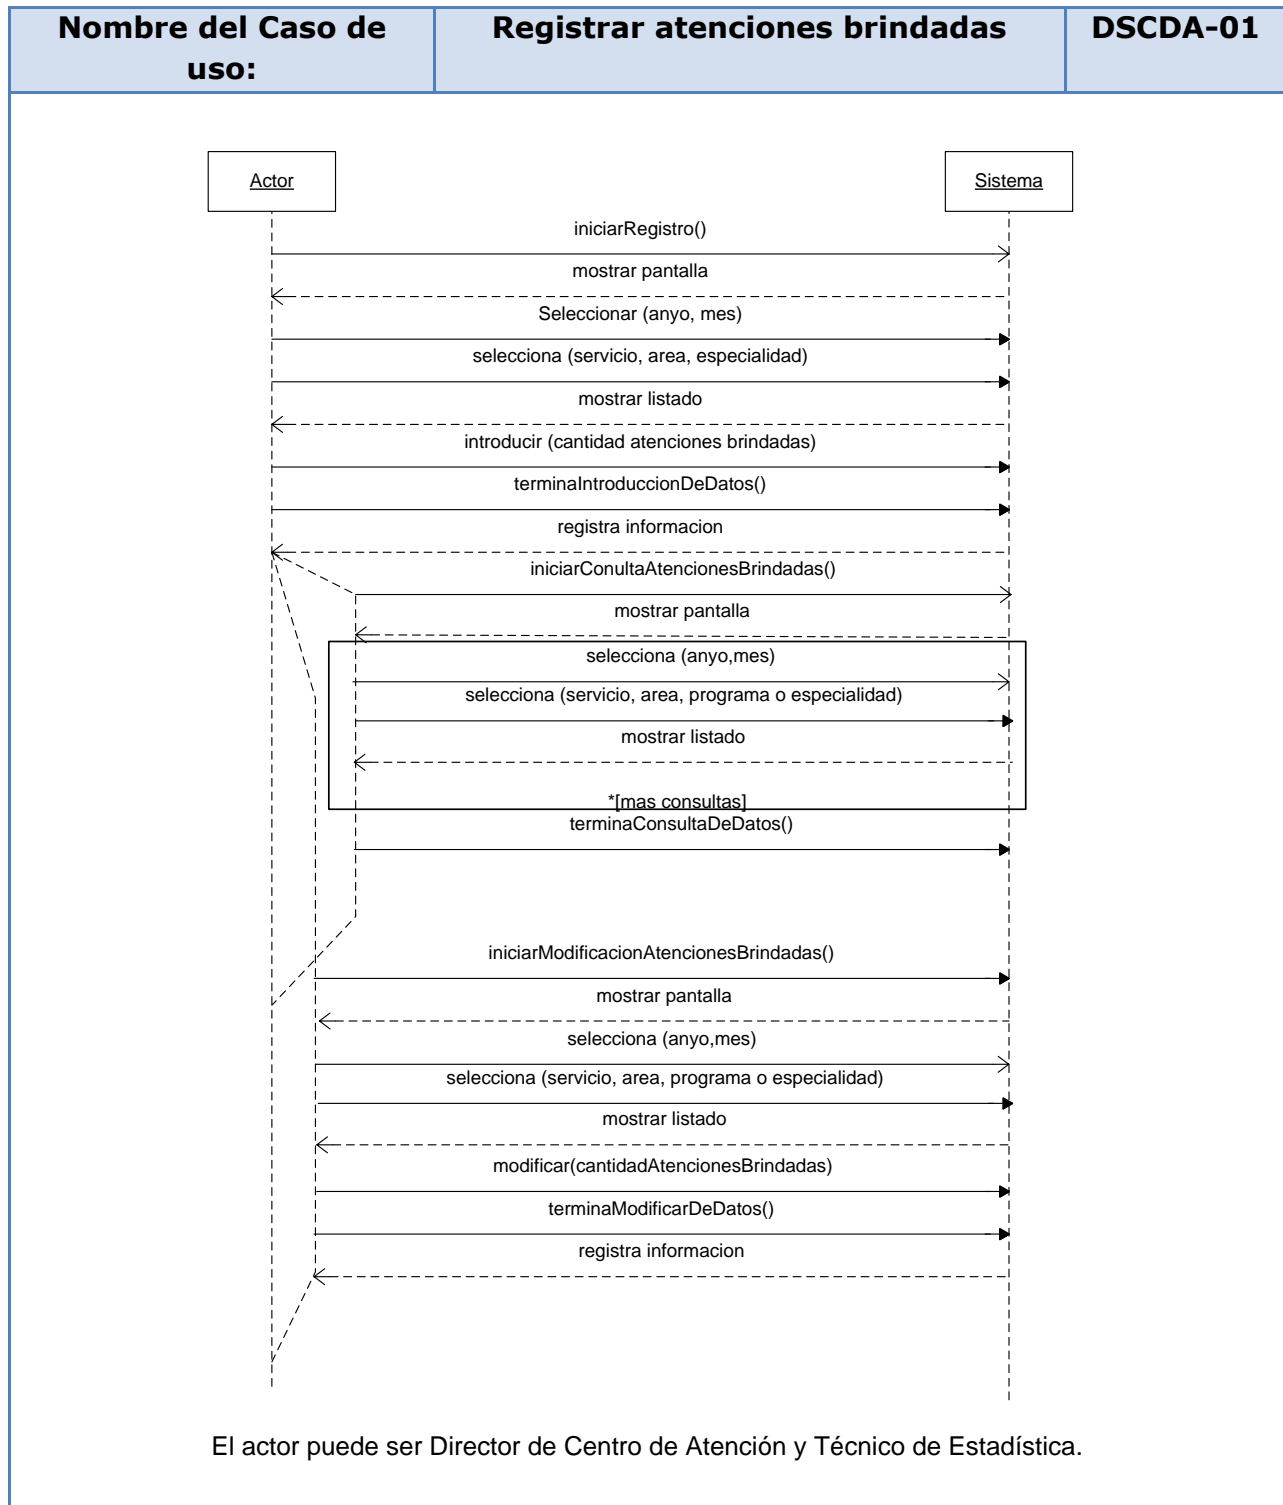 Nombre del Caso de
uso:
Registrar atenciones brindadas
DSCDA-01
Actor
Sistema
iniciarRegistro()
mostrar pantalla
Seleccionar (anyo, mes)
selecciona (servicio, area, especialidad)
mostrar listado
introducir (cantidad atenciones brindadas)
terminaIntroduccionDeDatos()
registra informacion
iniciarConultaAtencionesBrindadas()
mostrar pantalla
selecciona (anyo,mes)
selecciona (servicio, area, programa o especialidad)
mostrar listado
*[mas consultas]
terminaConsultaDeDatos()
iniciarModificacionAtencionesBrindadas()
mostrar pantalla
selecciona (anyo,mes)
selecciona (servicio, area, programa o especialidad)
mostrar listado
modificar(cantidadAtencionesBrindadas)
terminaModificarDeDatos()
registra informacion
El actor puede ser Director de Centro de Atención y Técnico de Estadística.